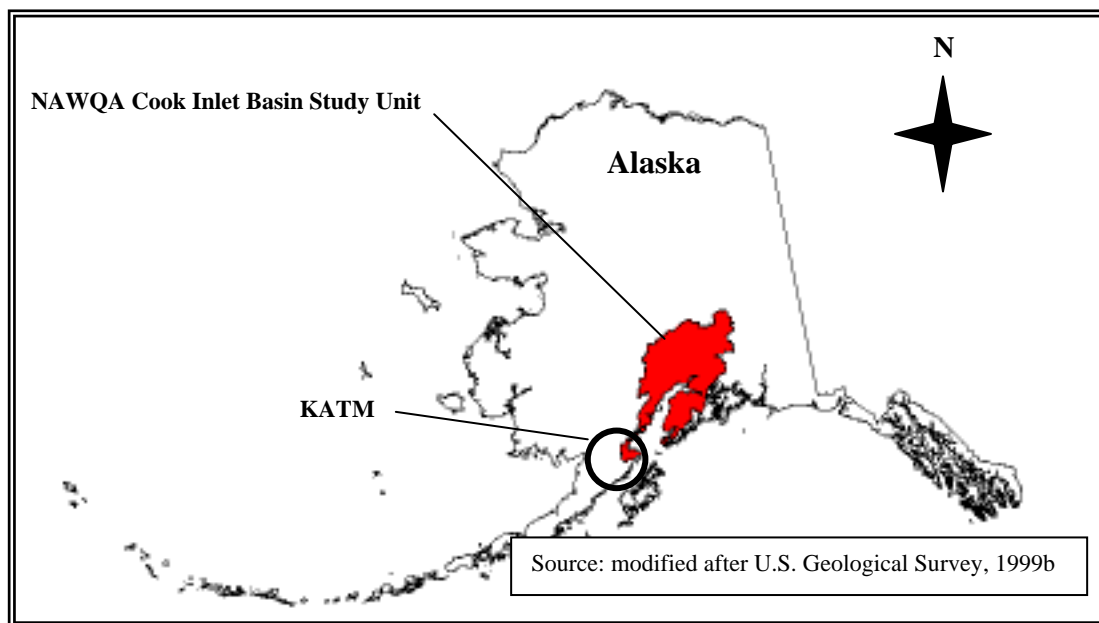 N
NAWQA Cook Inlet Basin Study Unit
Alaska
KATM
Source: modified after U.S. Geological Survey, 1999b